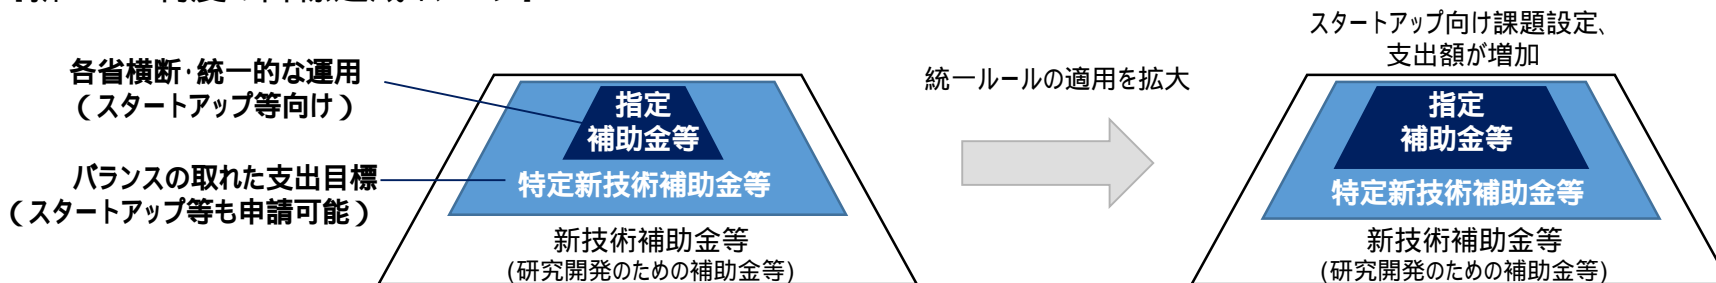 各省横断・統一的な運用
（スタートアップ等向け）
バランスの取れた支出目標
（スタートアップ等も申請可能）
指定
補助金等
特定新技術補助金等
新技術補助金等
(研究開発のための補助金等)
統一ルールの適用を拡大
スタートアップ向け課題設定、
支出額が増加
指定
補助金等
特定新技術補助金等
新技術補助金等
(研究開発のための補助金等)